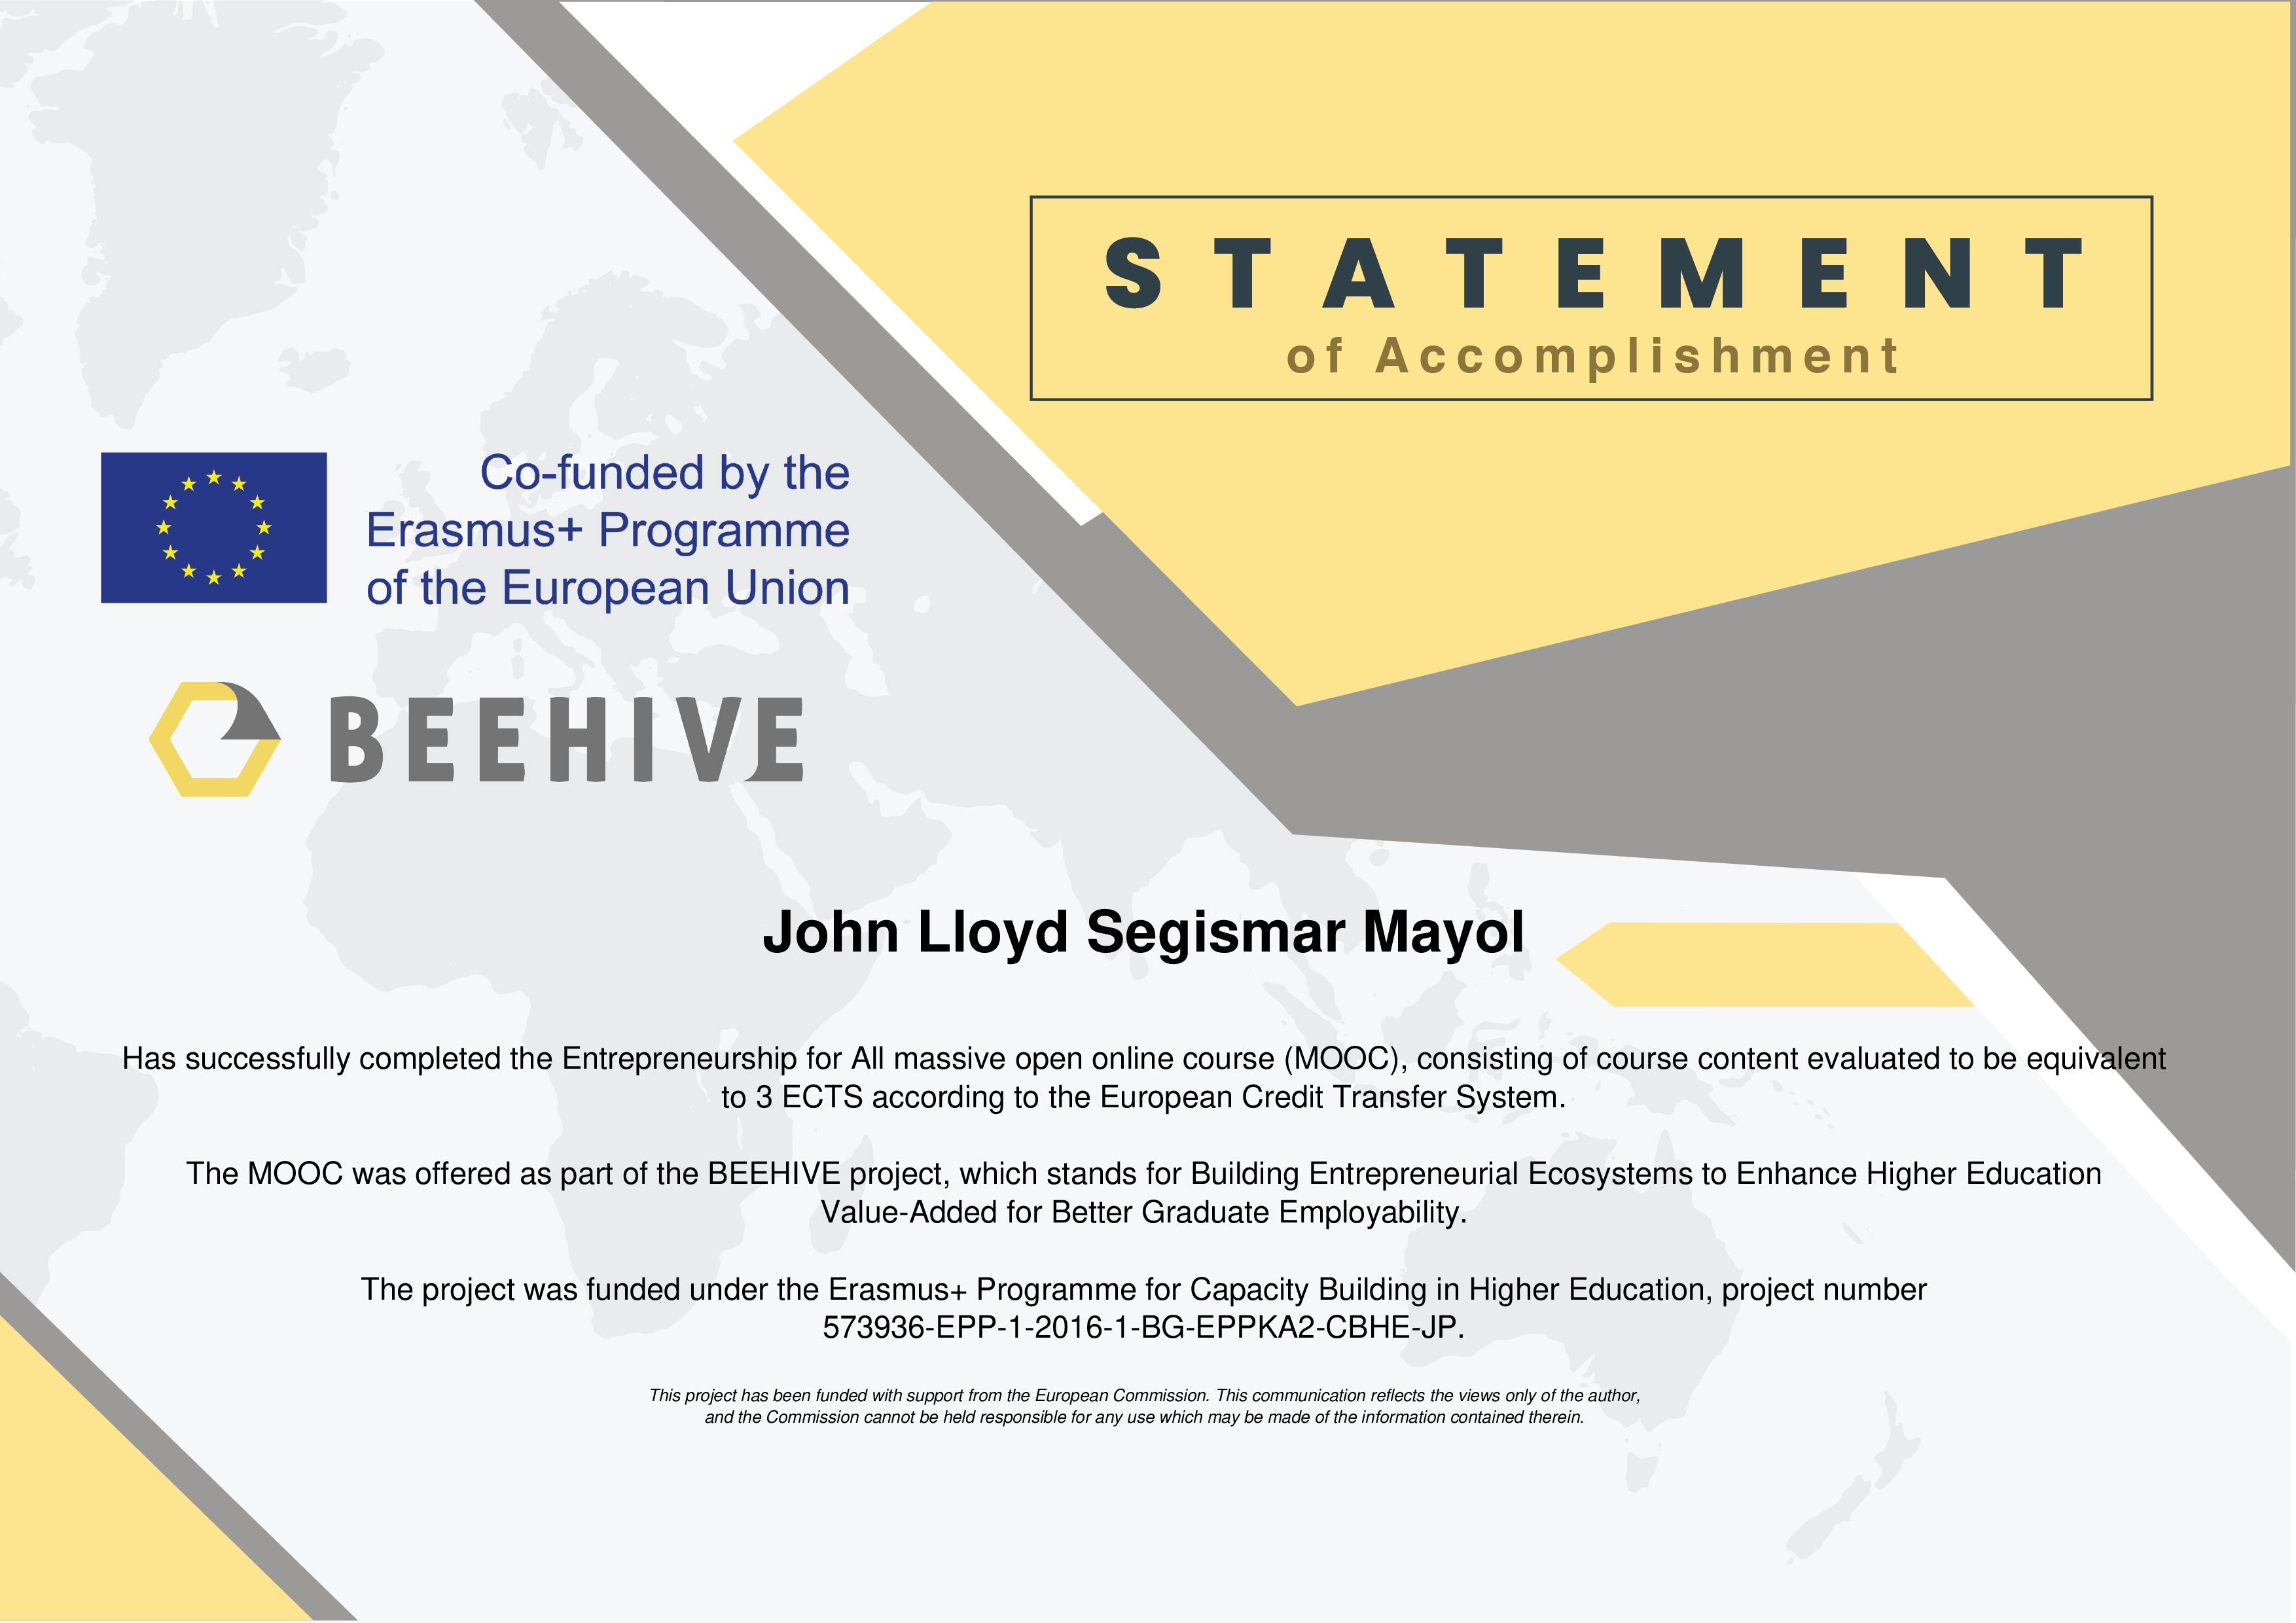 STATEMENT
of Accomplishment
Co-funded by the
Erasmus+ Programme
of the European Union
BEEHIVE
John Lloyd Segismar Mayol
Has successfully completed the Entrepreneurship for All massive open online course (MOOC), consisting of course content evaluated to be equivalent
to 3 ECTS according to the European Credit Transfer System.
The MOOC was offered as part of the BEEHIVE project, which stands for Building Entrepreneurial Ecosystems to Enhance Higher Education
Value-Added for Better Graduate Employability.
The project was funded under the Erasmus+ Programme for Capacity Building in Higher Education, project number
573936-EPP-1-2016-1-BG-EPPKA2-CBHE-JP.
This project has been funded with support from the European Commission. This communication reflects the views only of the author,
and the Commission cannot be held responsible for any use which may be made of the information contained therein.